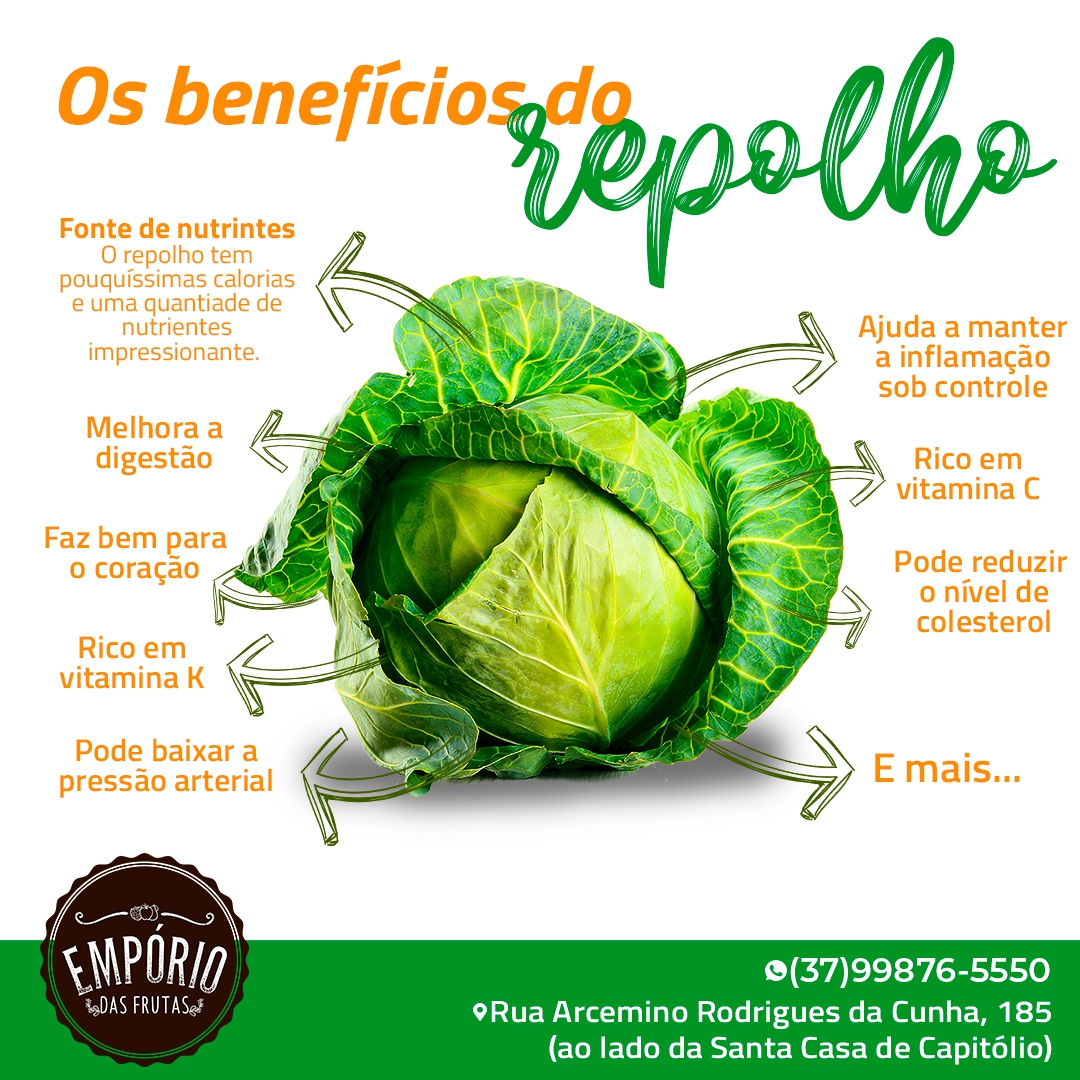 Os benefícios do
repolho
Fonte de nutrintes
O repolho tem
pouquíssimas calorias
e uma quantiade de
nutrientes
impressionante.
Melhora a
digestão
Faz bem para
o coração
Rico em
vitamina K
Pode baixar a
pressão arterial
Ajuda a manter
a inflamação
sob controle
Rico em
vitamina C
Pode reduzir
o nível de
colesterol
E mais...
EMPÓRIO
DAS FRUTAS
(37)99876-5550
Rua Arcemino Rodrigues da Cunha, 185
(ao lado da Santa Casa de Capitólio)